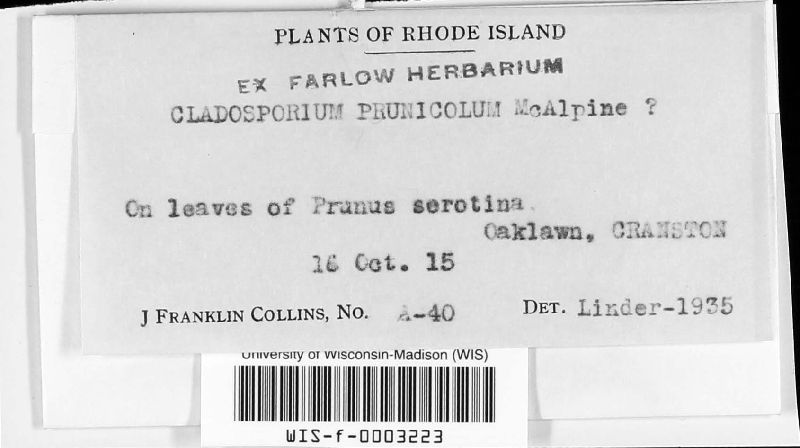 PLANTS OF RHODE ISLAND
EX FARLOW HERBARIUM
CLADOSPORIUM PRUNICOLUM McAlpine ?
On leaves of Prunus serotina.
Oaklawn, CRANSTON
16 Oct. 15
J FRANKLIN COLLINS, NO. A-40 DET. Linder-1935
University of Wisconsin-Madison (WIS)
WIS-f-0003223